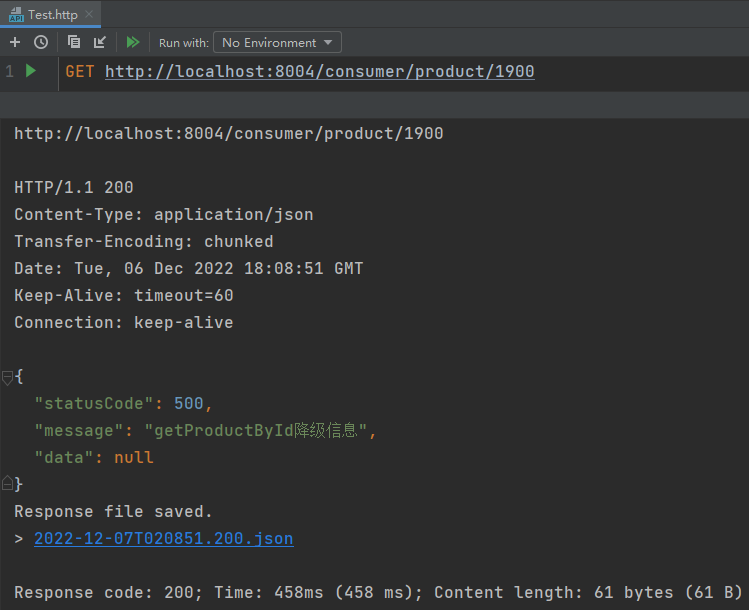 API Test.http
Run with: No Environment
1 GET http://localhost:8004/consumer/product/1900
http://localhost:8004/consumer/product/1900
HTTP/1.1 200
Content-Type: application/json
Transfer-Encoding: chunked
Date: Tue, 06 Dec 2022 18:08:51 GMT
Keep-Alive: timeout=60
Connection: keep-alive
{
"statusCode": 500,
"message": "getProductById降级信息",
"data": null
}
Response file saved.
> 2022-12-07T020851.200.json
Response code: 200; Time: 458ms (458 ms); Content length: 61 bytes (61 B)